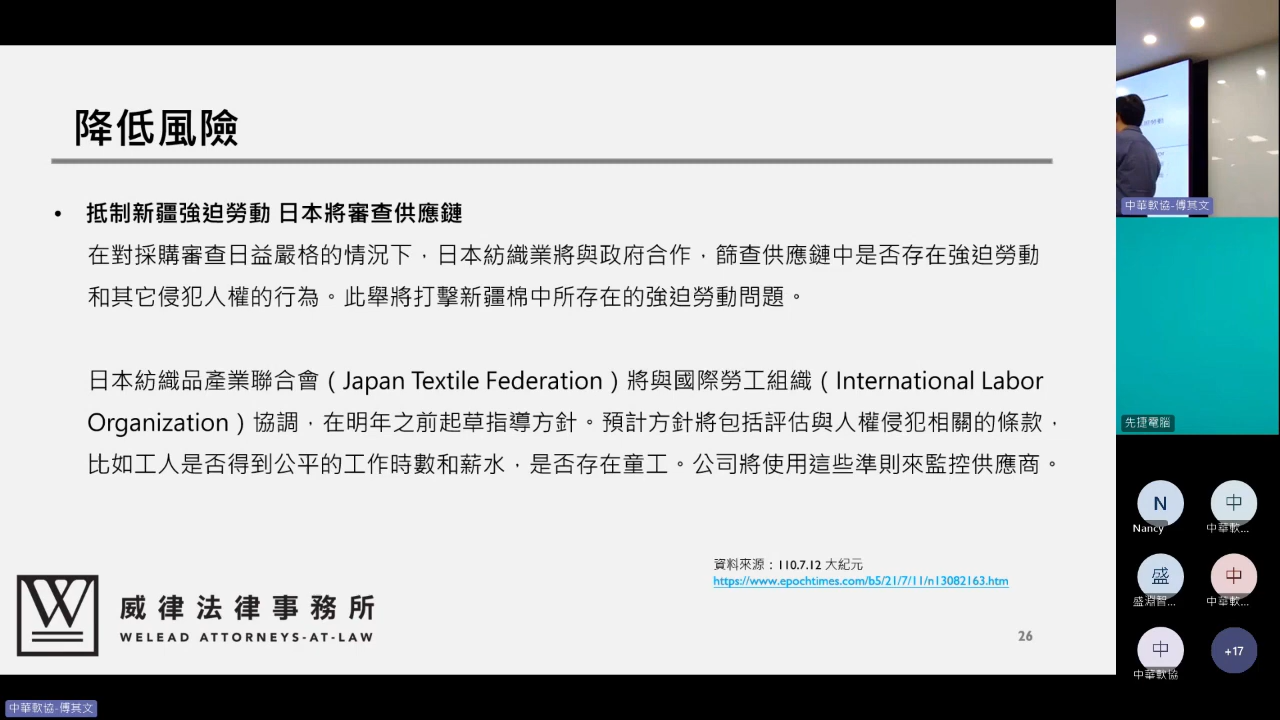 降低風險
• 抵制新疆強迫勞動 日本將審查供應鏈
在對採購審查日益嚴格的情況下，日本紡織業將與政府合作，篩查供應鏈中是否存在強迫勞動
和其它侵犯人權的行為。此舉將打擊新疆棉中所存在的強迫勞動問題。
日本紡織品產業聯合會（Japan Textile Federation）將與國際勞工組織（International Labor
Organization）協調，在明年之前起草指導方針。預計方針將包括評估與人權侵犯相關的條款，
比如工人是否得到公平的工作時數和薪水，是否存在童工。公司將使用這些準則來監控供應商。
資料來源：110.7.12 大紀元
https://www.epochtimes.com/b5/21/7/11/n13082163.htm
W
威律法律事務所
WELEAD ATTORNEYS-AT-LAW
26
中華軟協-傅其文
中華軟協-傅其文
先捷電腦
N
Nancy
中
中華軟...
盛
盛淵智...
中
中華軟...
中
中華軟協
+17